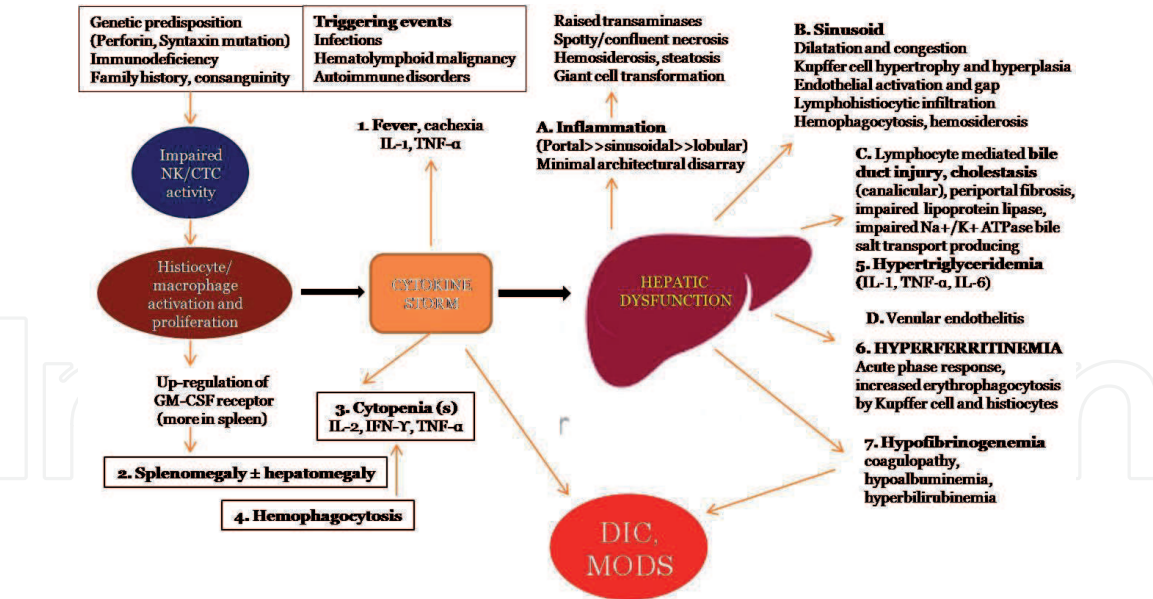 Genetic predisposition
(Perforin, Syntaxin mutation)
Immunodeficiency
Family history, consanguinity
Triggering events
Infections
Hematolymphoid malignancy
Autoimmune disorders
Impaired
NK/CTC
activity
Histiocyte/
macrophage
activation and
proliferation
Up-regulation of
GM-CSF receptor
(more in spleen)
2. Splenomegaly ± hepatomegaly
4. Hemophagocytosis
1. Fever, cachexia
IL-1, TNF-α
CYTOKINE
STORM
3. Cytopenia (s)
IL-2, IFN-ϒ, TNF-α
Raised transaminases
Spotty/confluent necrosis
Hemosiderosis, steatosis
Giant cell transformation
A. Inflammation
(Portal>>sinusoidal>>lobular)
Minimal architectural disarray
HEPATIC
DYSFUNCTION
DIC,
MODS
B. Sinusoid
Dilatation and congestion
Kupffer cell hypertrophy and hyperplasia
Endothelial activation and gap
Lymphohistiocytic infiltration
Hemophagocytosis, hemosiderosis
C. Lymphocyte mediated bile
duct injury, cholestasis
(canalicular), periportal fibrosis,
impaired lipoprotein lipase,
impaired Na+/K+ ATPase bile
salt transport producing
5. Hypertriglyceridemia
(IL-1, TNF-α, IL-6)
D. Venular endothelitis
6. HYPERFERRITINEMIA
Acute phase response,
increased erythrophagocytosis
by Kupffer cell and histiocytes
7. Hypofibrinogenemia
coagulopathy,
hypoalbuminemia,
hyperbilirubinemia